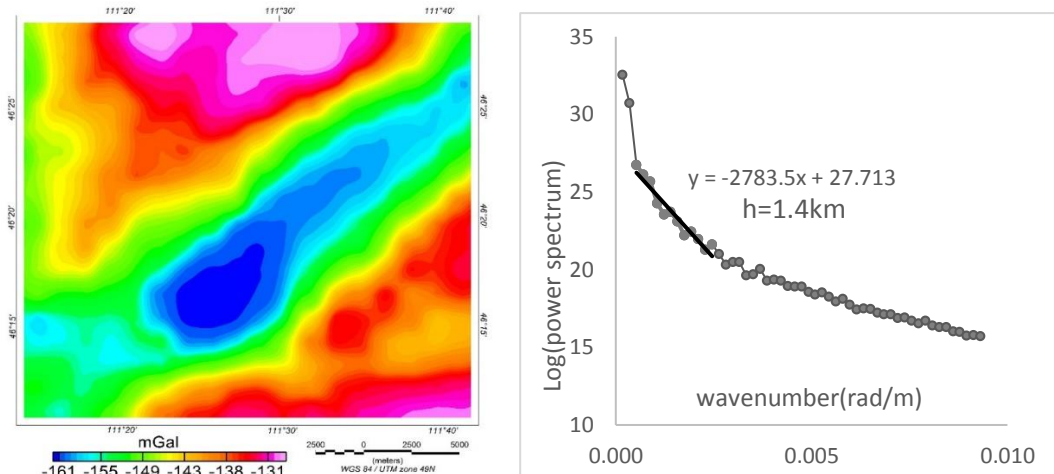 111°20' 111°30' 111°40'
46°25' 46°25'
46°20' 46°20'
46°15' 46°15'
111°20' 111°30' 111°40'
mGal
-161 -155 -149 -143 -138 -131
2500 0 2500 5000
(meters)
WGS 84 / UTM zone 49N
Log(power spectrum)
35
30
25
20
15
10
y = -2783.5x + 27.713
h=1.4km
wavenumber(rad/m)
0.000 0.005 0.010